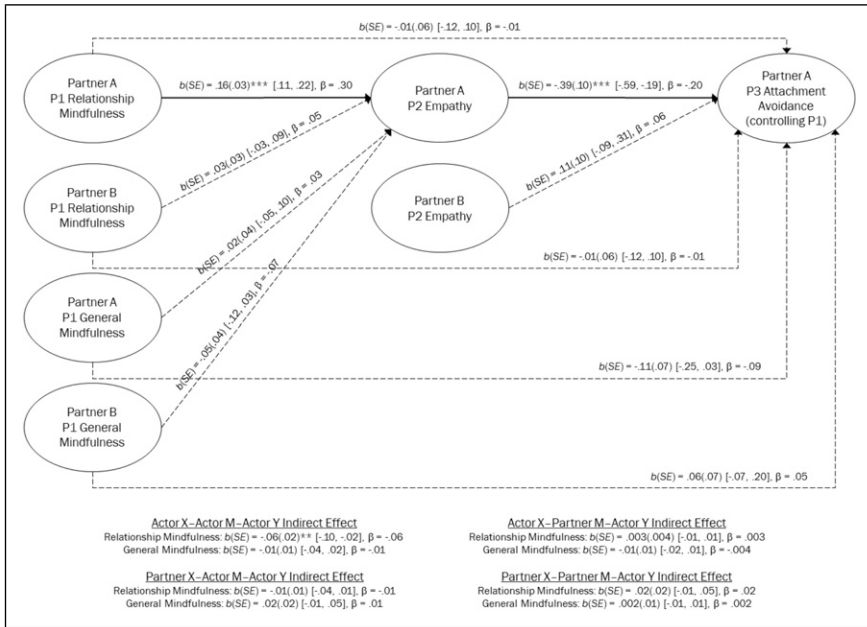 b(SE) = -.01(.06) [-.12, .10], β = -.01
Partner A
P1 Relationship
Mindfulness
b(SE) = .16(.03)*** [.11, .22], β = .30
Partner A
P2 Empathy
b(SE) = -.39(.10)*** [-.59, -.19], β = -.20
Partner A
P3 Attachment
Avoidance
(controlling P1)
b(SE) = .03(.03) [-.03, .09], β = .05
Partner B
P1 Relationship
Mindfulness
b(SE) = .02(.04) [-.05, .10], β = .03
Partner B
P2 Empathy
b(SE) = .11(.10) [-.09, .31], β = .06
b(SE) = -.01(.06) [-.12, .10], β = -.01
Partner A
P1 General
Mindfulness
b(SE) = -.05(.04) [-.12, .03], β = -.07
b(SE) = -.11(.07) [-.25, .03], β = -.09
Partner B
P1 General
Mindfulness
b(SE) = .06(.07) [-.07, .20], β = .05
Actor X–Actor M–Actor Y Indirect Effect
Relationship Mindfulness: b(SE) = -.06(.02)** [-.10, -.02], β = -.06
General Mindfulness: b(SE) = -.01(.01) [-.04, .02], β = -.01
Actor X–Partner M–Actor Y Indirect Effect
Relationship Mindfulness: b(SE) = .003(.004) [-.01, .01], β = .003
General Mindfulness: b(SE) = -.01(.01) [-.02, .01], β = -.004
Partner X–Actor M–Actor Y Indirect Effect
Relationship Mindfulness: b(SE) = -.01(.01) [-.04, .01], β = -.01
General Mindfulness: b(SE) = .02(.02) [-.01, .05], β = .01
Partner X–Partner M–Actor Y Indirect Effect
Relationship Mindfulness: b(SE) = .02(.02) [-.01, .05], β = .02
General Mindfulness: b(SE) = .002(.01) [-.01, .01], β = .002